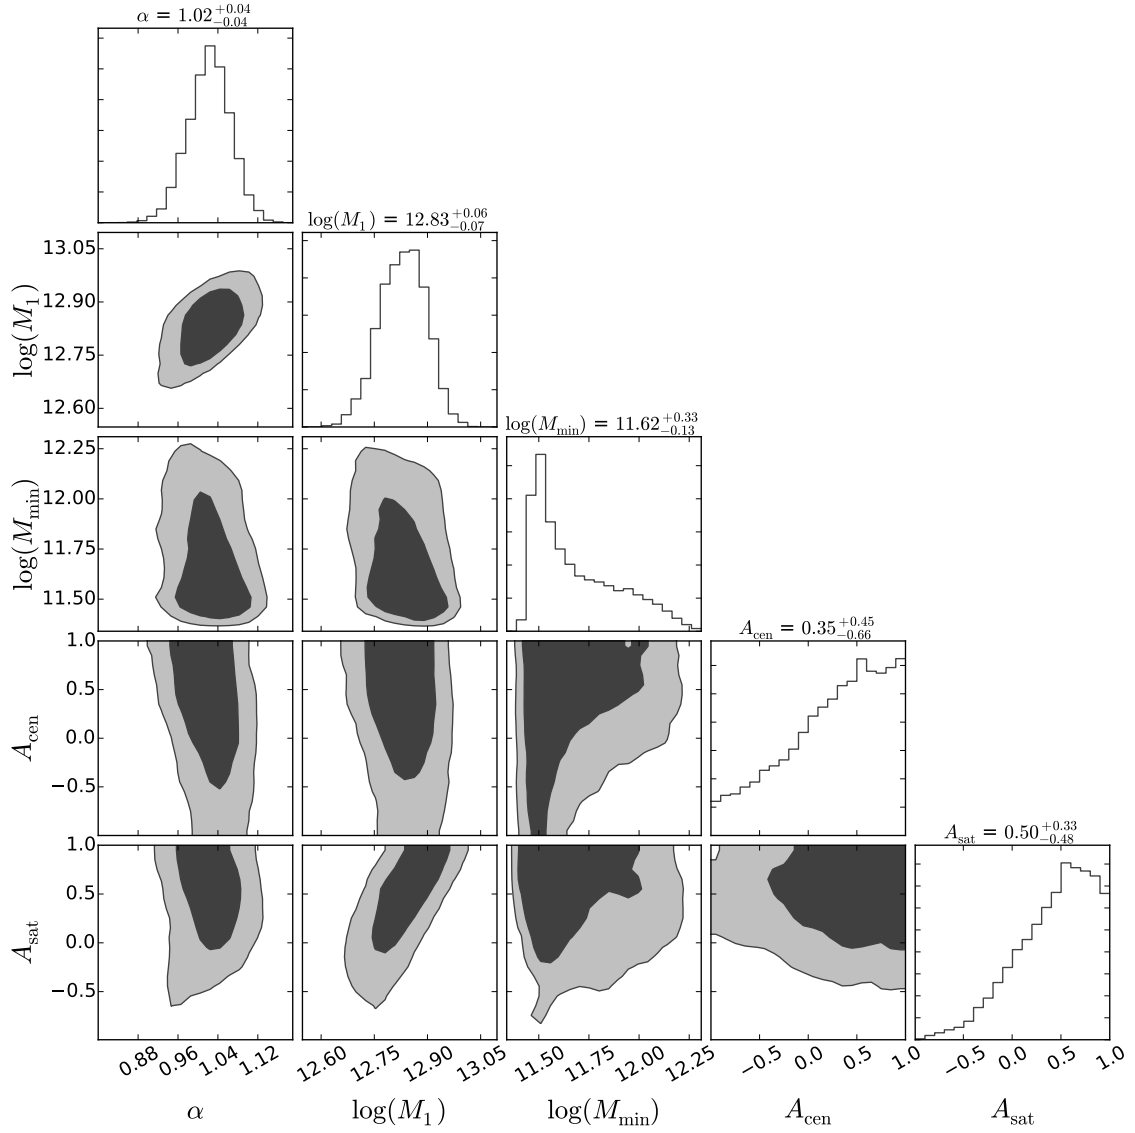 α = 1.02 +0.04 −0.04
log(M₁) = 12.83 +0.06 −0.07
13.05
12.90
12.75
12.60
log(M₁)
log(M_min) = 11.62 +0.33 −0.13
12.25
12.00
11.75
11.50
log(M_min)
A_cen = 0.35 +0.45 −0.66
1.0
0.5
0.0
−0.5
A_cen
A_sat = 0.50 +0.33 −0.48
1.0
0.5
0.0
−0.5
A_sat
0.88 0.96 1.04 1.12 12.60 12.75 12.90 13.05 11.50 11.75 12.00 12.25 −0.5 0.0 0.5 1.0 −0.5 0.0 0.5 1.0
α log(M₁) log(M_min) A_cen A_sat